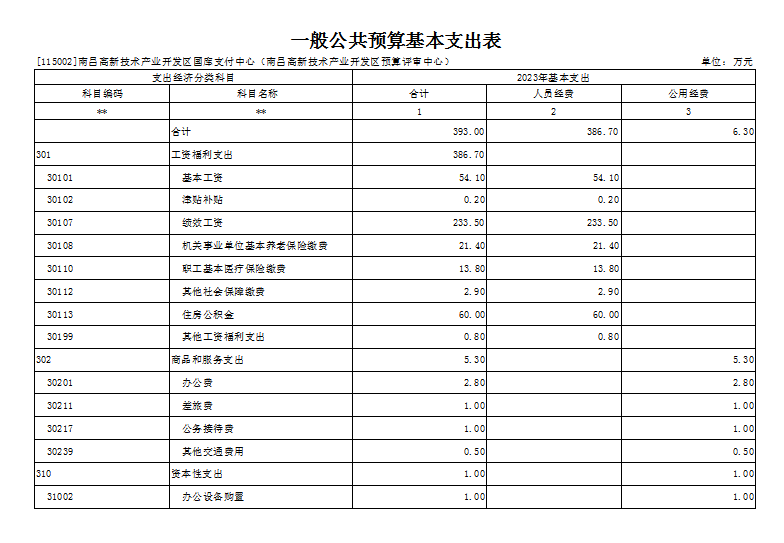 一般公共预算基本支出表
[115002]南昌高新技术产业开发区国库支付中心（南昌高新技术产业开发区预算评审中心） 单位：万元
支出经济分类科目 2023年基本支出
科目编码 科目名称 合计 人员经费 公用经费
** ** 1 2 3
合计 393.00 386.70 6.30
301 工资福利支出 386.70
30101 基本工资 54.10 54.10
30102 津贴补贴 0.20 0.20
30107 绩效工资 233.50 233.50
30108 机关事业单位基本养老保险缴费 21.40 21.40
30110 职工基本医疗保险缴费 13.80 13.80
30112 其他社会保障缴费 2.90 2.90
30113 住房公积金 60.00 60.00
30199 其他工资福利支出 0.80 0.80
302 商品和服务支出 5.30 5.30
30201 办公费 2.80 2.80
30211 差旅费 1.00 1.00
30217 公务接待费 1.00 1.00
30239 其他交通费用 0.50 0.50
310 资本性支出 1.00 1.00
31002 办公设备购置 1.00 1.00